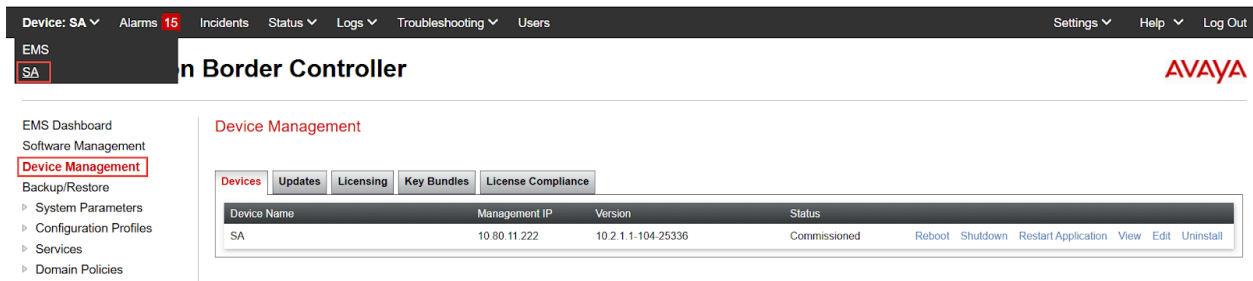 Device: SA Alarms 15 Incidents Status Logs Troubleshooting Users Settings Help Log Out
EMS
SA
n Border Controller
AVAYA
EMS Dashboard
Software Management
Device Management
Backup/Restore
System Parameters
Configuration Profiles
Services
Domain Policies
Device Management
Devices Updates Licensing Key Bundles License Compliance
Device Name Management IP Version Status
SA 10.80.11.222 10.2.1.1-104-25336 Commissioned Reboot Shutdown Restart Application View Edit Uninstall